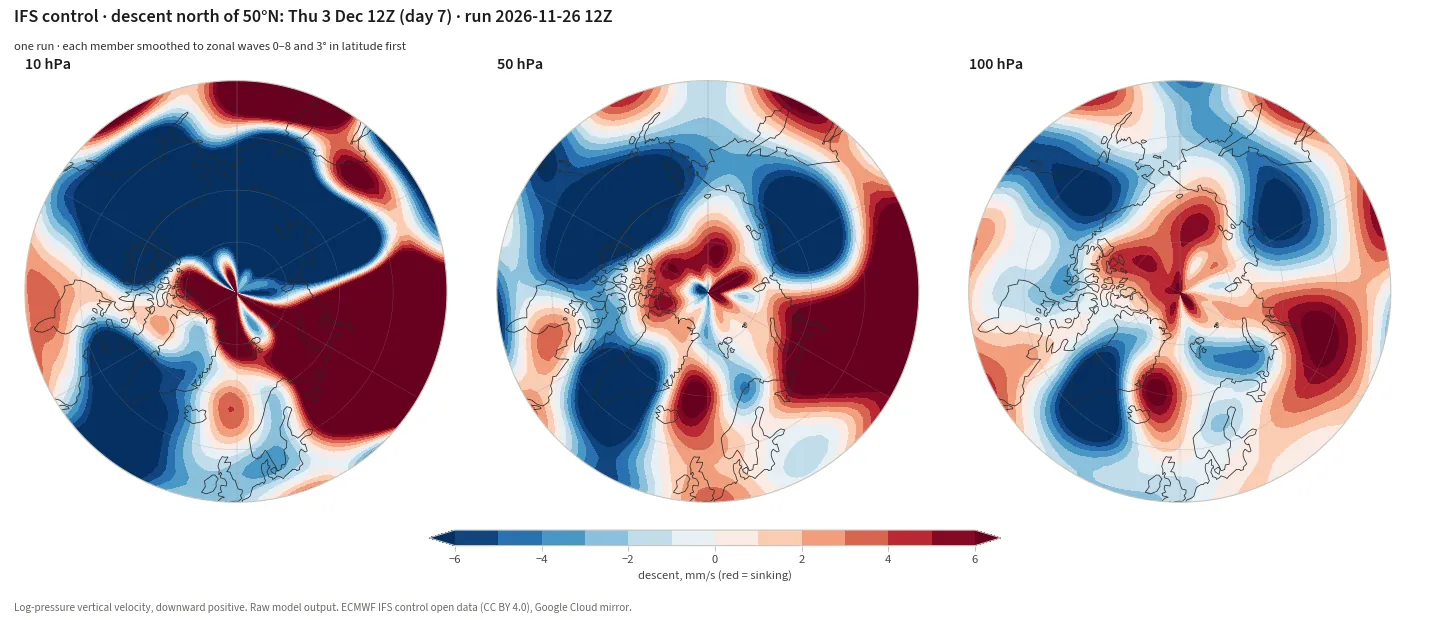 IFS control · descent north of 50°N: Thu 3 Dec 12Z (day 7) · run 2026-11-26 12Z
one run · each member smoothed to zonal waves 0–8 and 3° in latitude first
10 hPa
50 hPa
100 hPa
−6 −4 −2 0 2 4 6
descent, mm/s (red = sinking)
Log-pressure vertical velocity, downward positive. Raw model output. ECMWF IFS control open data (CC BY 4.0), Google Cloud mirror.